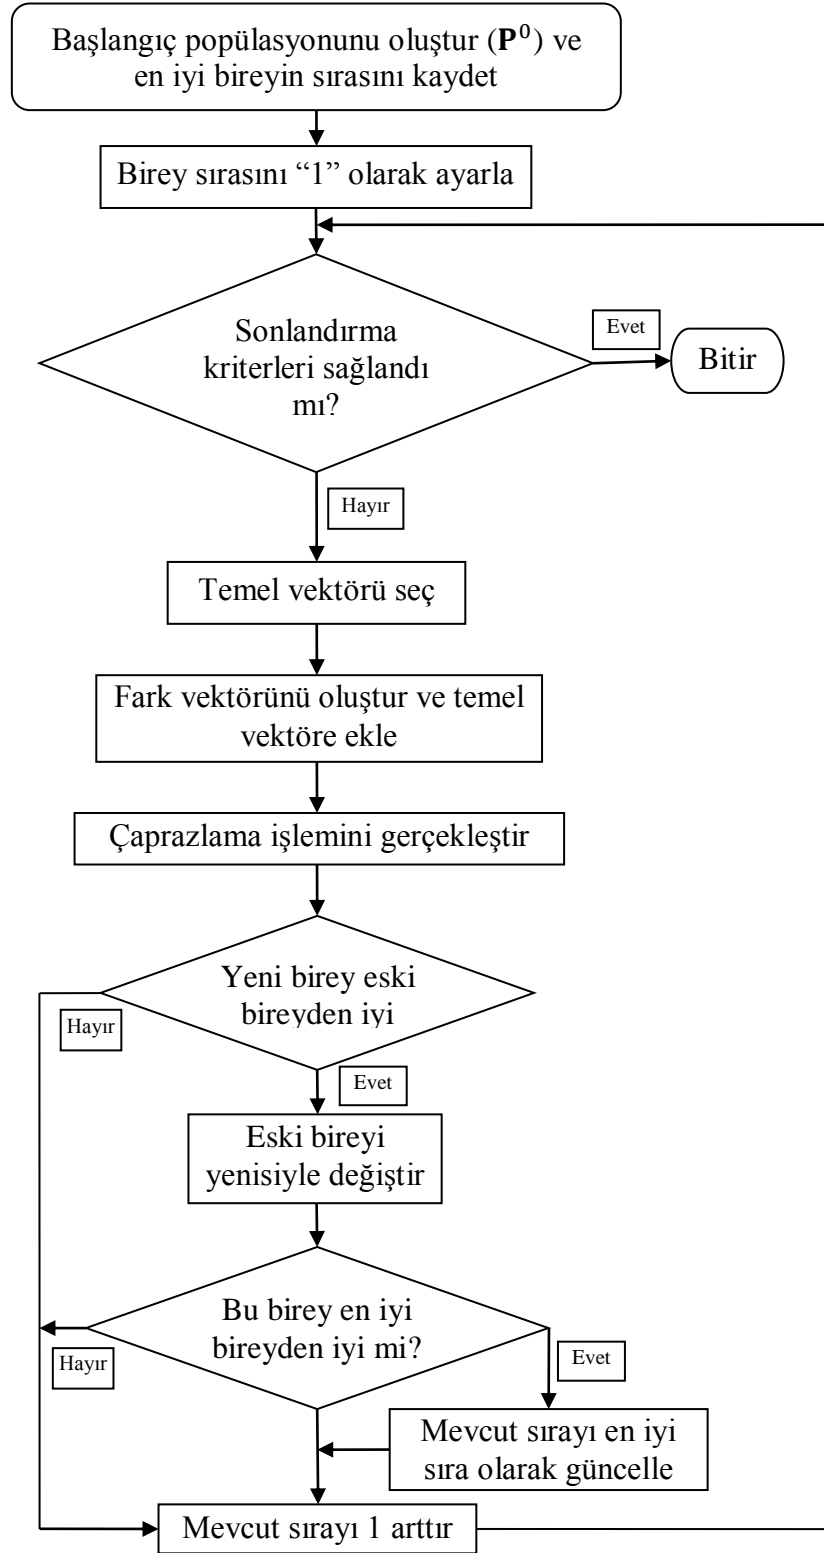 Başlangıç popülasyonunu oluştur (P⁰) ve
en iyi bireyin sırasını kaydet
Birey sırasını “1” olarak ayarla
Sonlandırma
kriterleri sağlandı
mı?
Evet
Bitir
Hayır
Temel vektörü seç
Fark vektörünü oluştur ve temel
vektöre ekle
Çaprazlama işlemini gerçekleştir
Yeni birey eski
bireyden iyi
Hayır
Evet
Eski bireyi
yenisiyle değiştir
Bu birey en iyi
bireyden iyi mi?
Hayır
Evet
Mevcut sırayı en iyi
sıra olarak güncelle
Mevcut sırayı 1 arttır